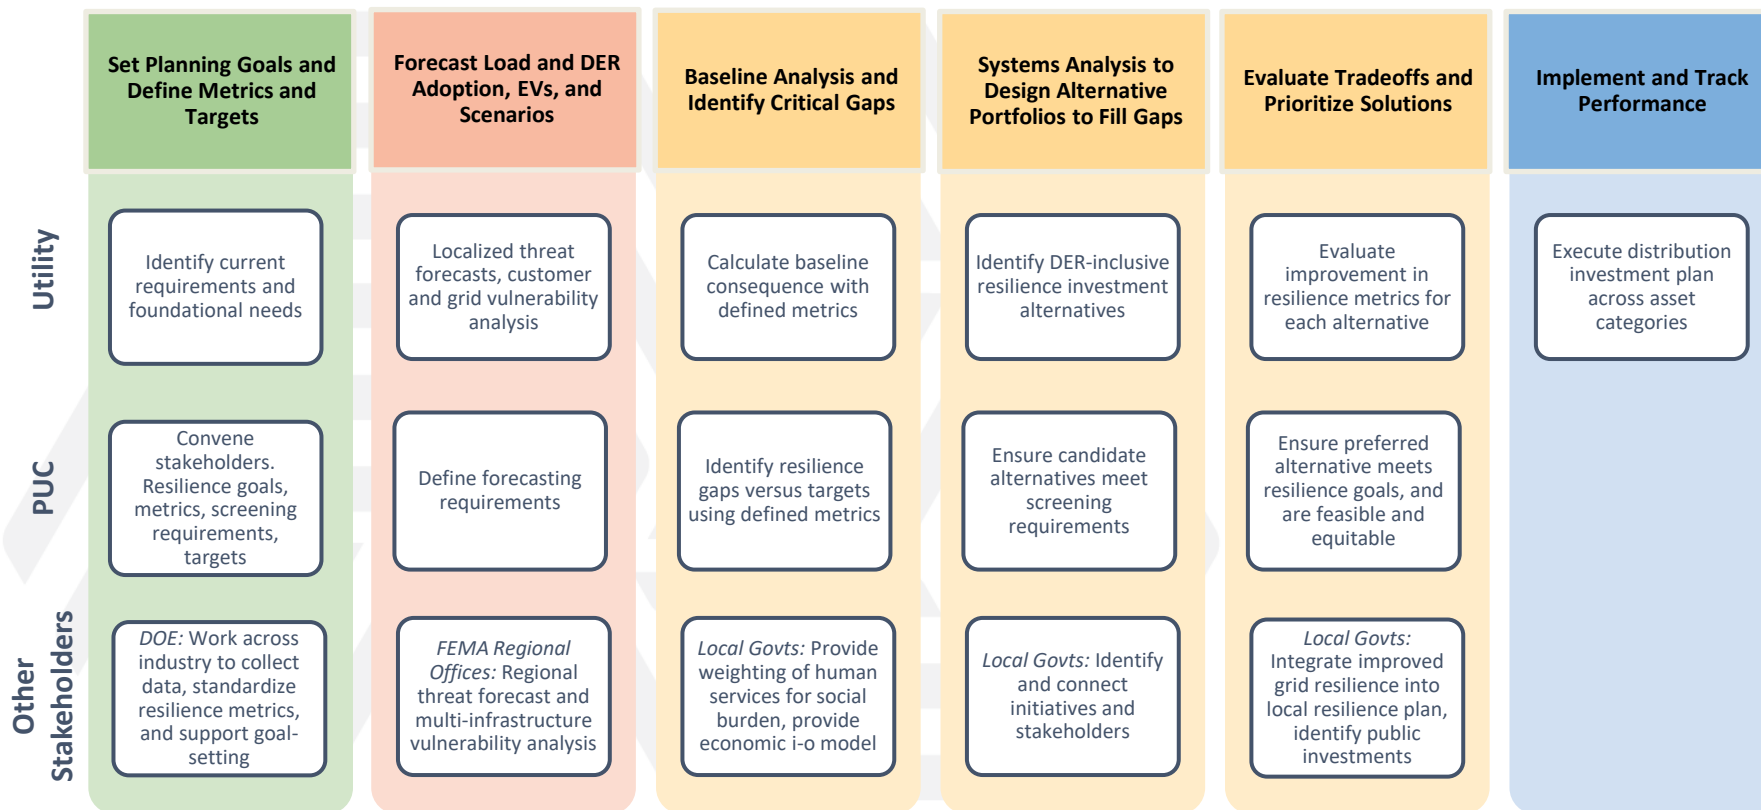 Set Planning Goals and
Define Metrics and
Targets
Forecast Load and DER
Adoption, EVs, and
Scenarios
Baseline Analysis and
Identify Critical Gaps
Systems Analysis to
Design Alternative
Portfolios to Fill Gaps
Evaluate Tradeoffs and
Prioritize Solutions
Implement and Track
Performance
Utility
Identify current
requirements and
foundational needs
Localized threat
forecasts, customer
and grid vulnerability
analysis
Calculate baseline
consequence with
defined metrics
Identify DER-inclusive
resilience investment
alternatives
Evaluate
improvement in
resilience metrics for
each alternative
Execute distribution
investment plan
across asset
categories
PUC
Convene
stakeholders.
Resilience goals,
metrics, screening
requirements,
targets
Define forecasting
requirements
Identify resilience
gaps versus targets
using defined metrics
Ensure candidate
alternatives meet
screening
requirements
Ensure preferred
alternative meets
resilience goals, and
are feasible and
equitable
Other
Stakeholders
DOE: Work across
industry to collect
data, standardize
resilience metrics,
and support goal-
setting
FEMA Regional
Offices: Regional
threat forecast and
multi-infrastructure
vulnerability analysis
Local Govts: Provide
weighting of human
services for social
burden, provide
economic i-o model
Local Govts: Identify
and connect
initiatives and
stakeholders
Local Govts:
Integrate improved
grid resilience into
local resilience plan,
identify public
investments